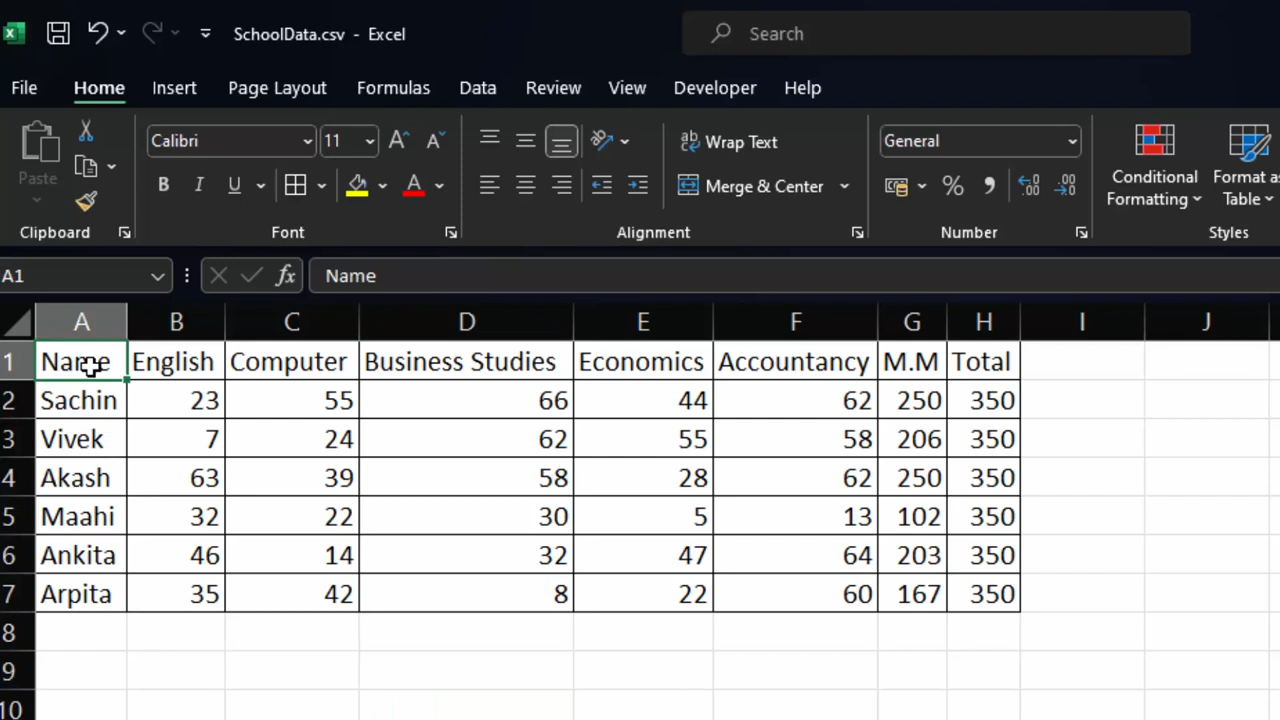 SchoolData.csv - Excel
Search
File Home Insert Page Layout Formulas Data Review View Developer Help
Calibri 11 A A ab Wrap Text General
Paste B I U A Merge & Center % 9 .00 .00 Conditional Formatting Format as Table
Clipboard Font Alignment Number Styles
A1 fx Name
A B C D E F G H I J
1 Name English Computer Business Studies Economics Accountancy M.M Total
2 Sachin 23 55 66 44 62 250 350
3 Vivek 7 24 62 55 58 206 350
4 Akash 63 39 58 28 62 250 350
5 Maahi 32 22 30 5 13 102 350
6 Ankita 46 14 32 47 64 203 350
7 Arpita 35 42 8 22 60 167 350
8
9
10